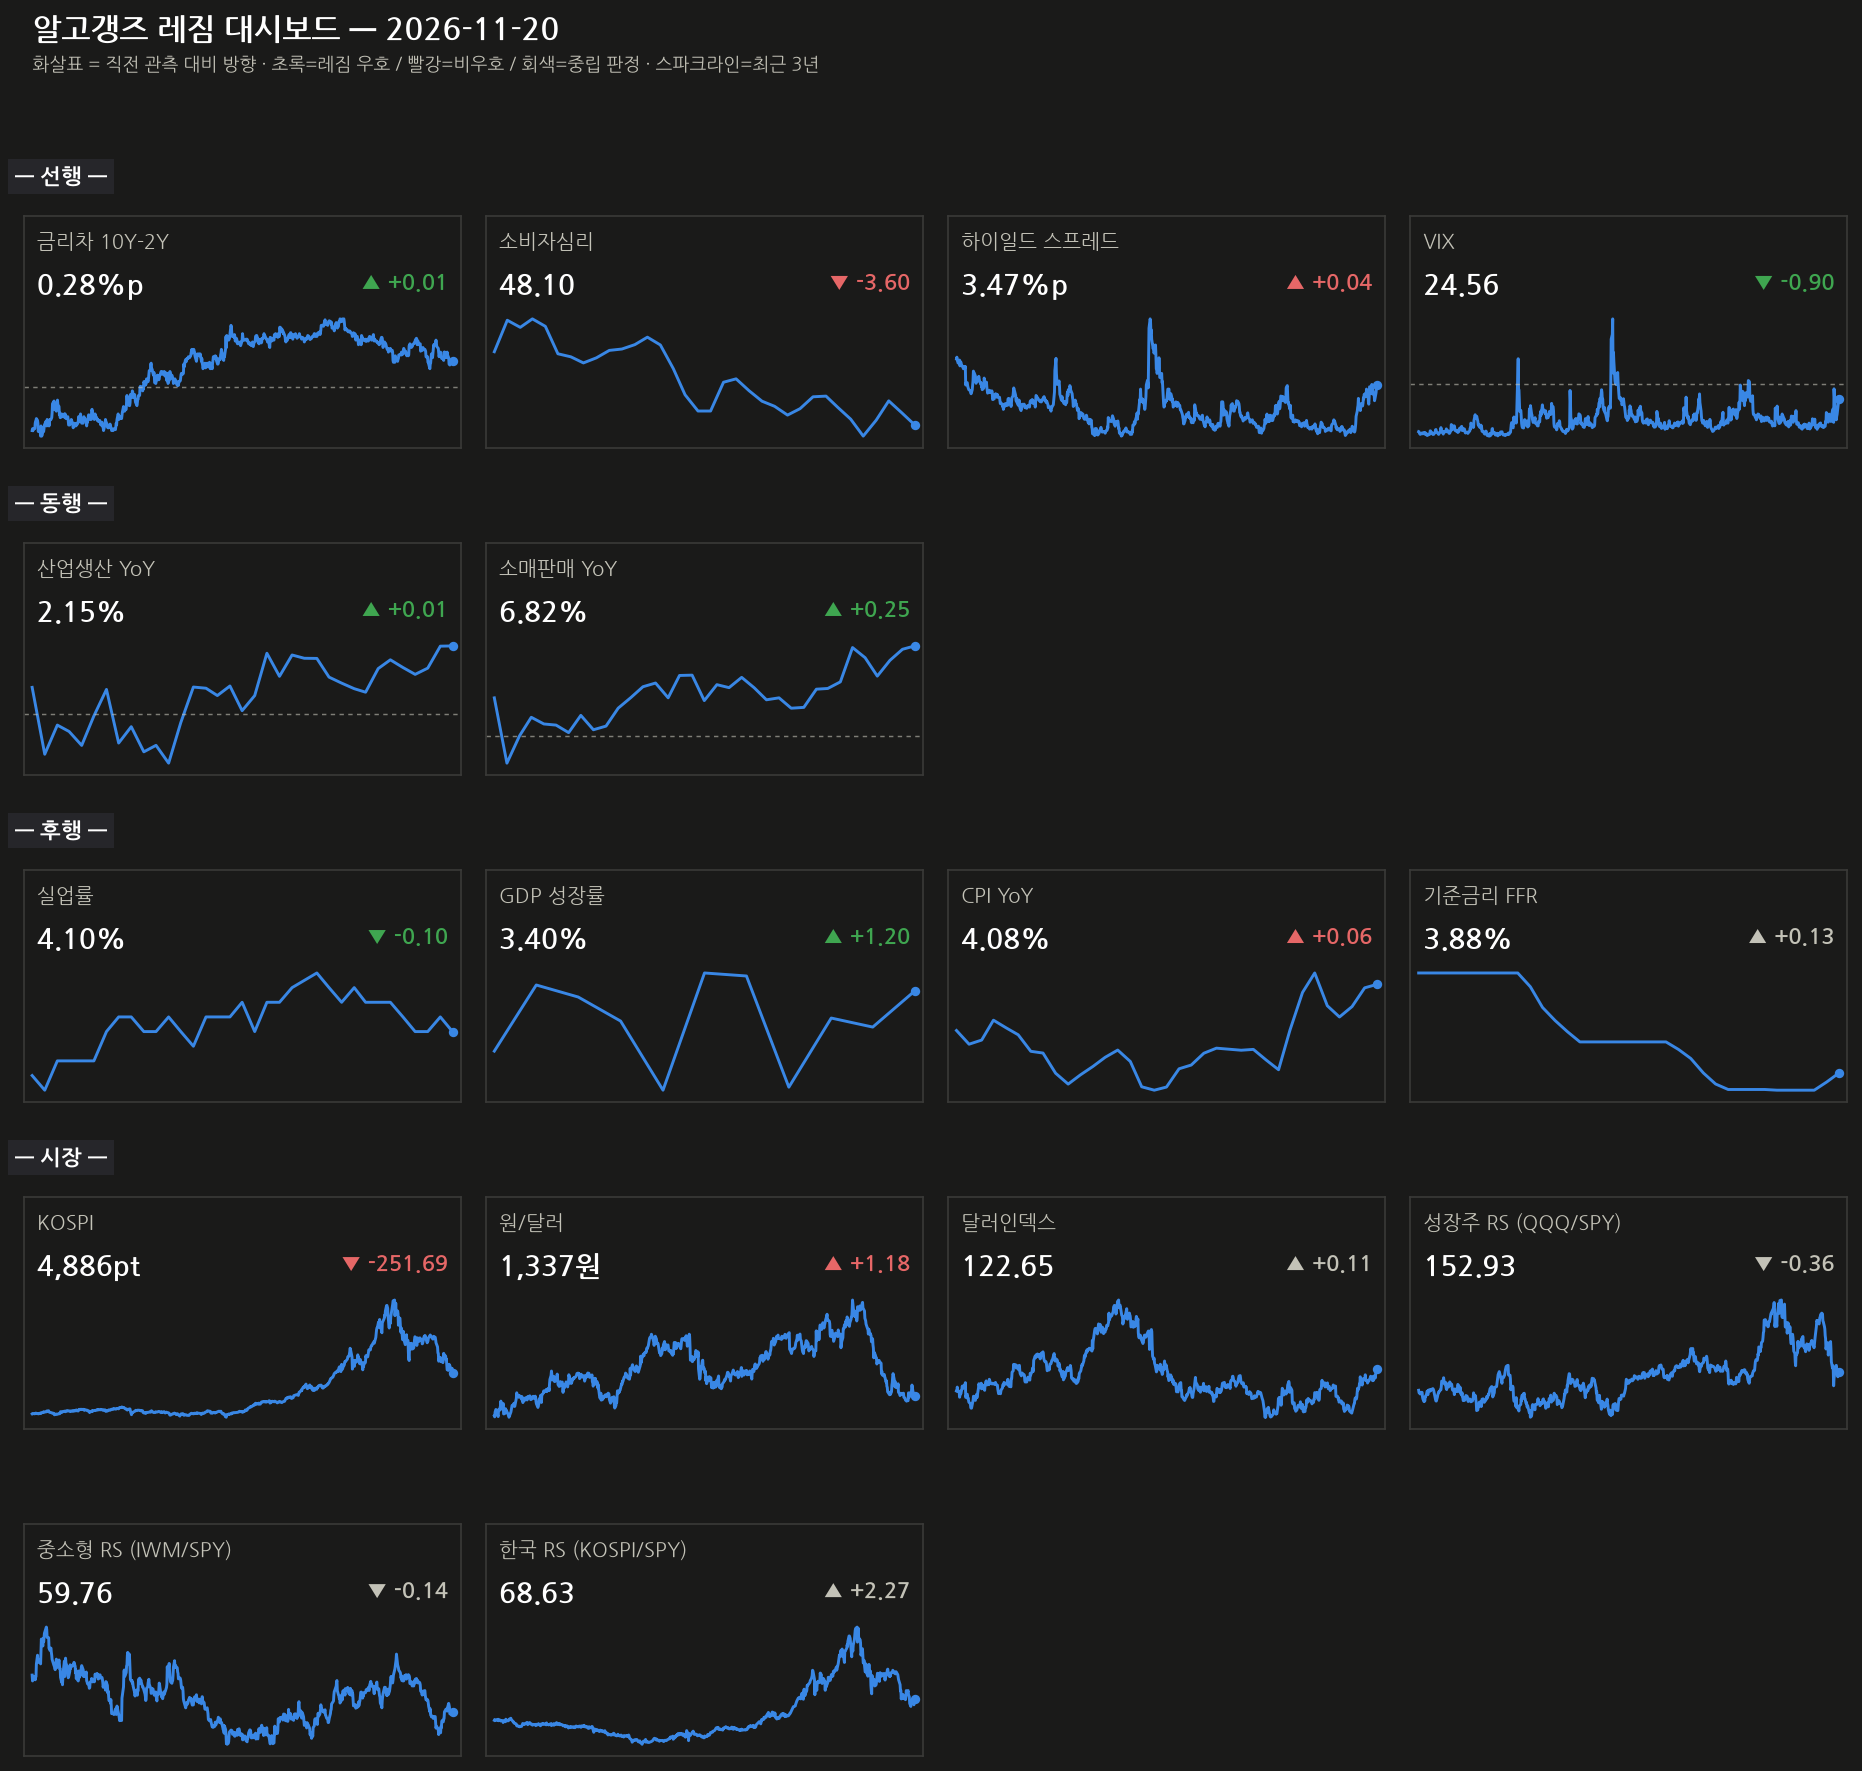 알고갱즈 레짐 대시보드 — 2026-11-20
화살표 = 직전 관측 대비 방향 · 초록=레짐 우호 / 빨강=비우호 / 회색=중립 판정 · 스파크라인=최근 3년
— 선행 —
금리차 10Y-2Y
0.28%p ▲ +0.01
소비자심리
48.10 ▼ -3.60
하이일드 스프레드
3.47%p ▲ +0.04
VIX
24.56 ▼ -0.90
— 동행 —
산업생산 YoY
2.15% ▲ +0.01
소매판매 YoY
6.82% ▲ +0.25
— 후행 —
실업률
4.10% ▼ -0.10
GDP 성장률
3.40% ▲ +1.20
CPI YoY
4.08% ▲ +0.06
기준금리 FFR
3.88% ▲ +0.13
— 시장 —
KOSPI
4,886pt ▼ -251.69
원/달러
1,337원 ▲ +1.18
달러인덱스
122.65 ▲ +0.11
성장주 RS (QQQ/SPY)
152.93 ▼ -0.36
중소형 RS (IWM/SPY)
59.76 ▼ -0.14
한국 RS (KOSPI/SPY)
68.63 ▲ +2.27